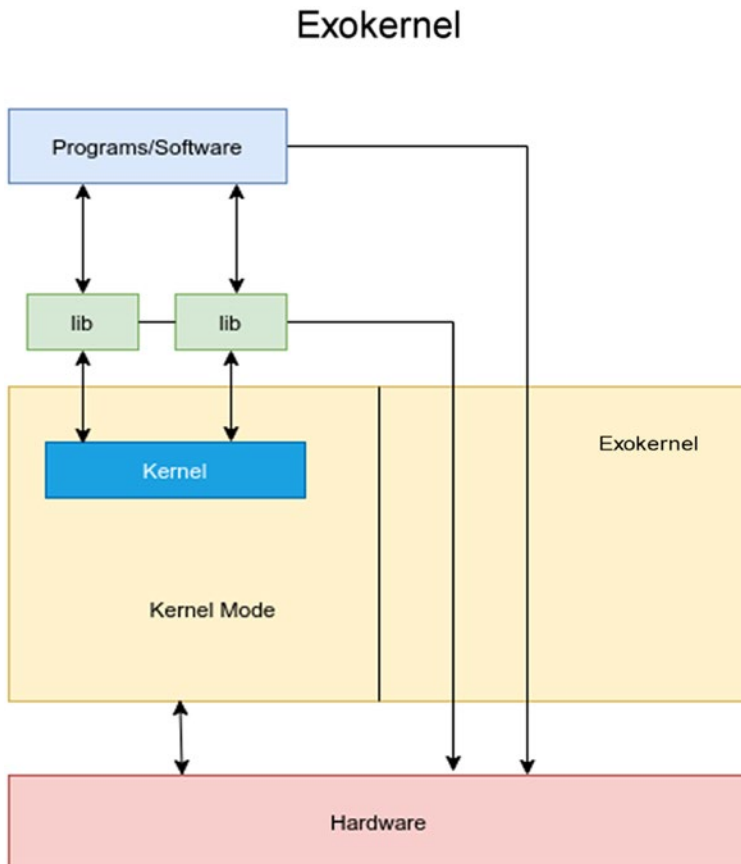 Exokernel
Programs/Software
lib
lib
Exokernel
Kernel
Kernel Mode
Hardware